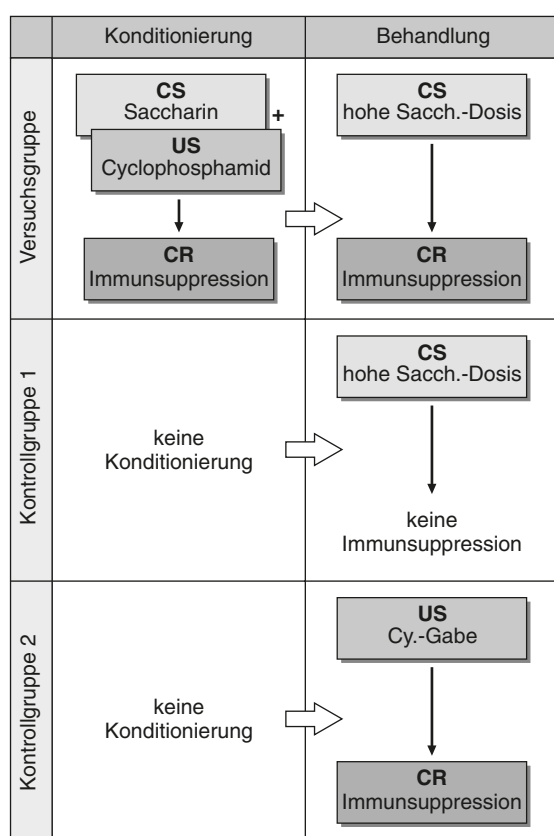 Konditionierung
Behandlung
Versuchsgruppe
CS
Saccharin
+
US
Cyclophosphamid
CR
Immunsuppression
CS
hohe Sacch.-Dosis
CR
Immunsuppression
Kontrollgruppe 1
keine
Konditionierung
CS
hohe Sacch.-Dosis
keine
Immunsuppression
Kontrollgruppe 2
keine
Konditionierung
US
Cy.-Gabe
CR
Immunsuppression